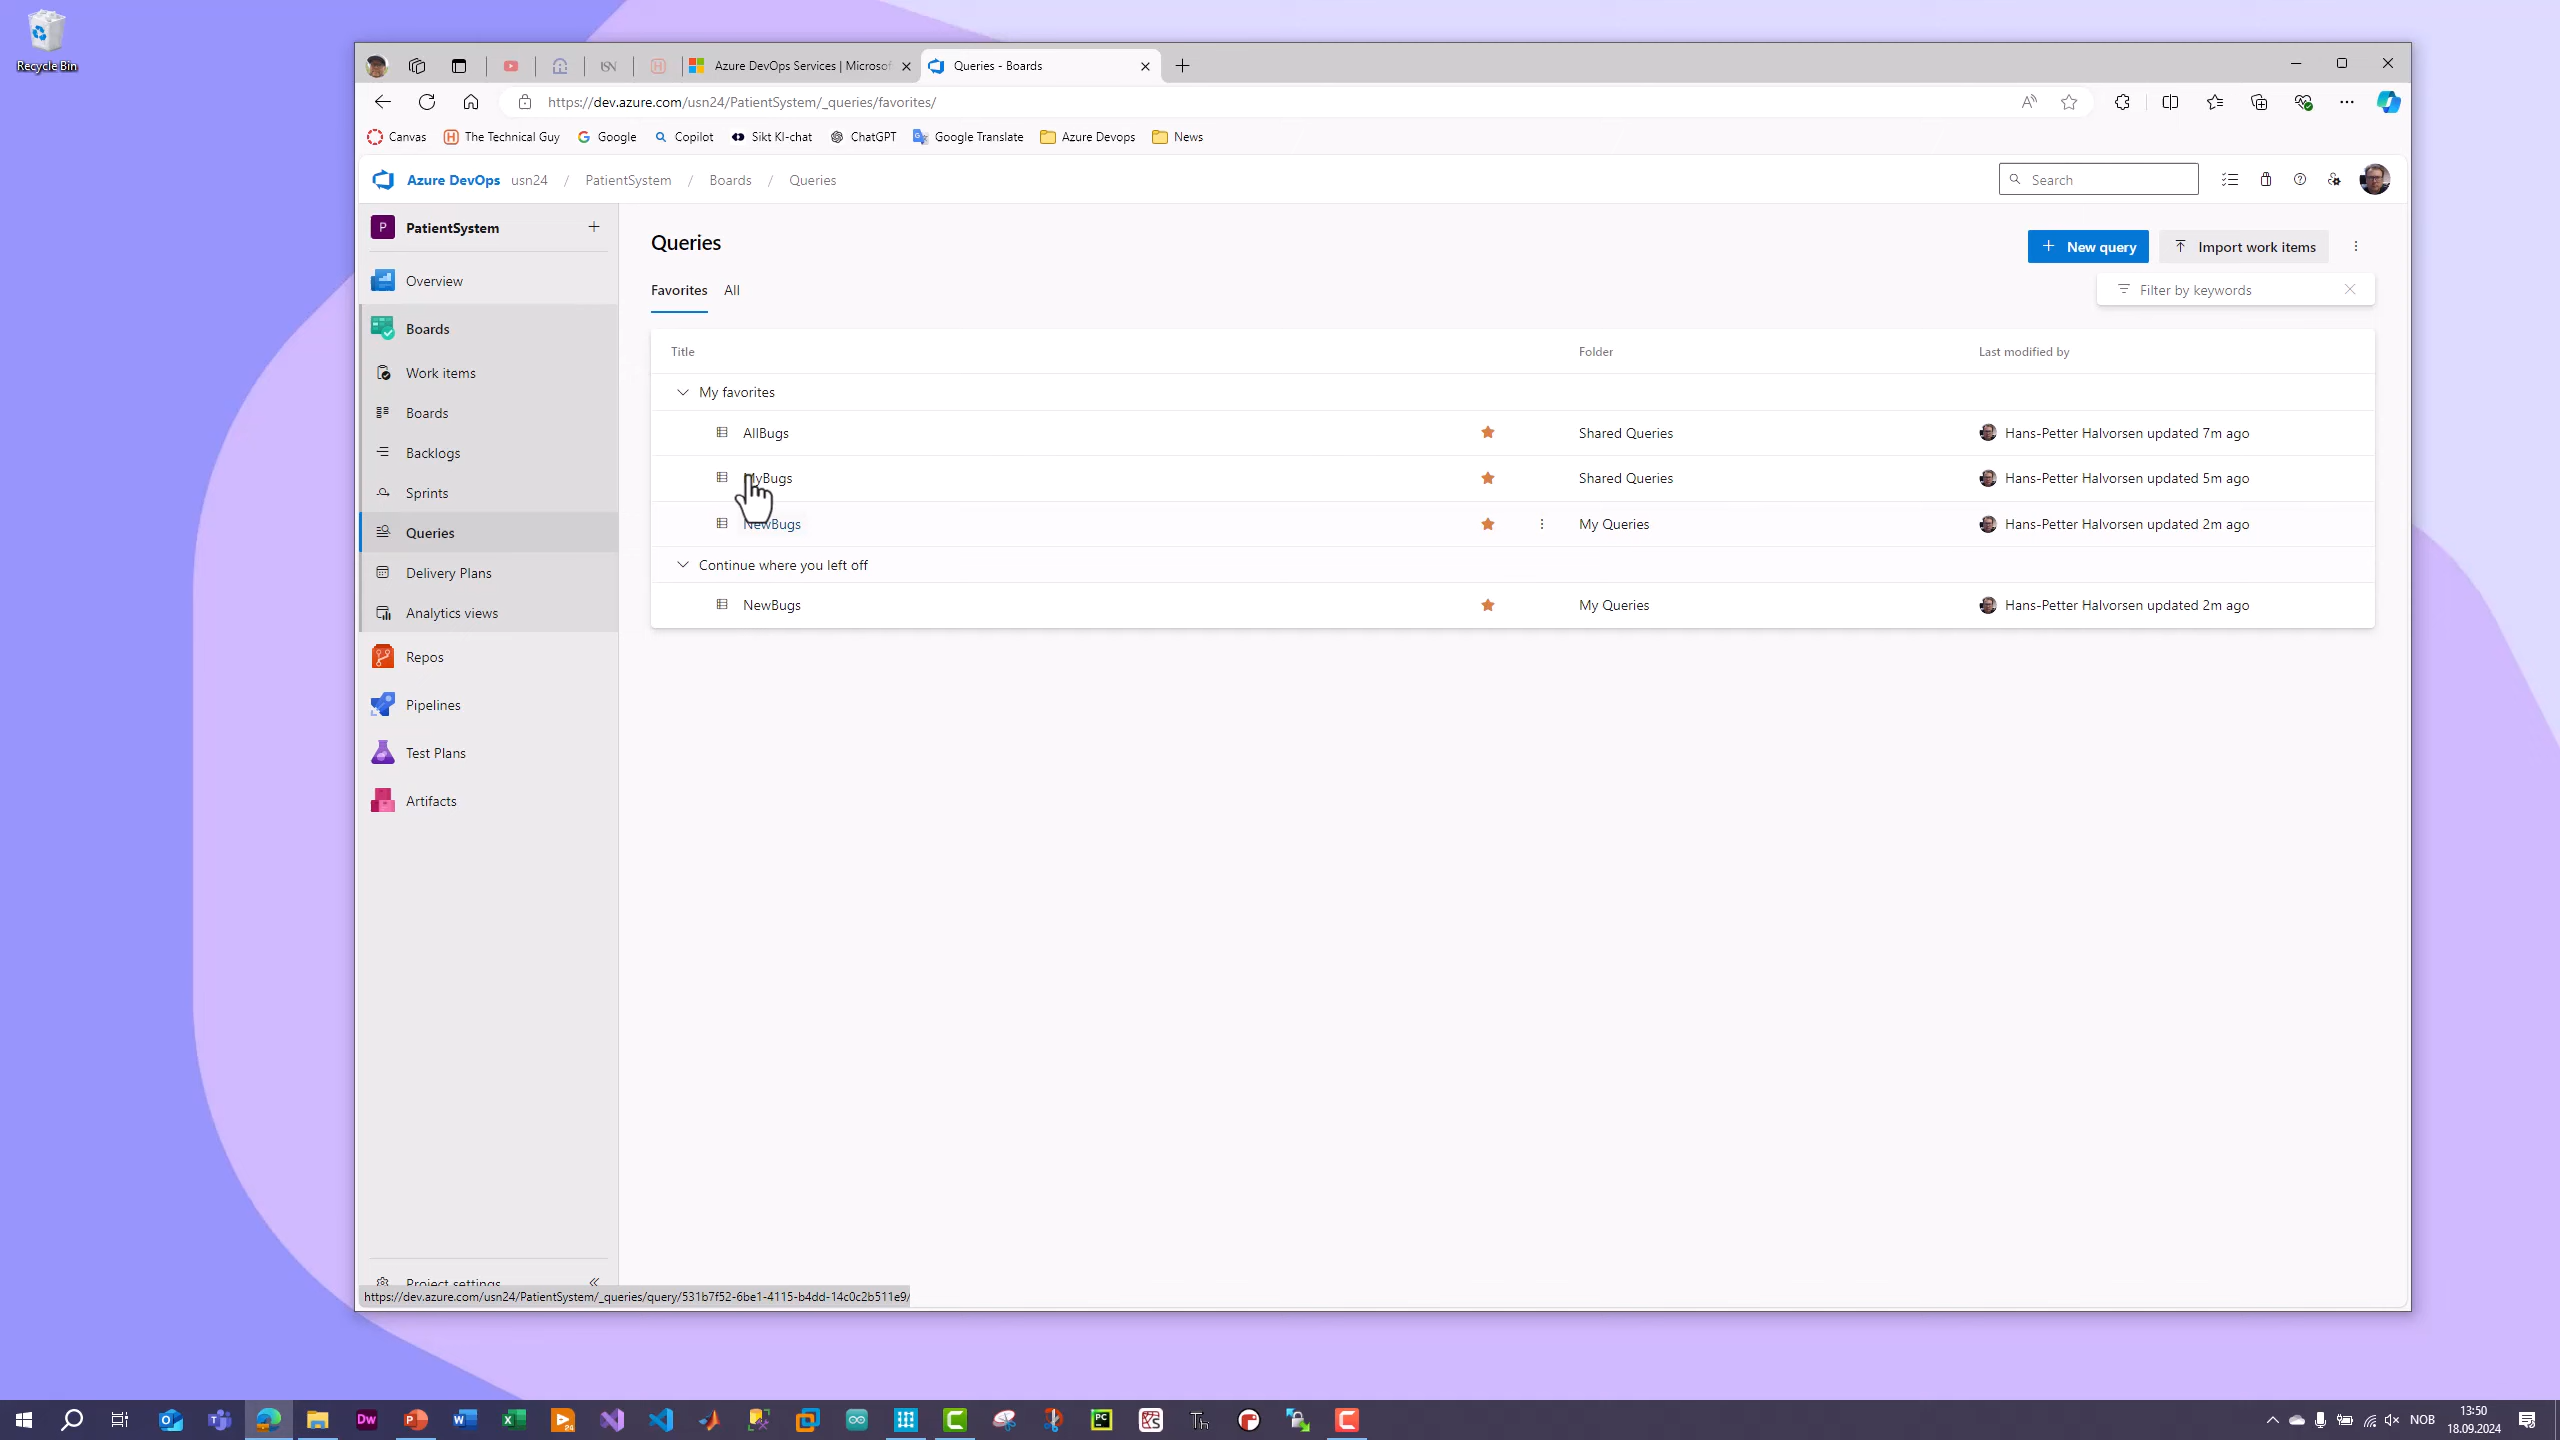 Recycle Bin
Azure DevOps Services | Microsof
Queries - Boards
https://dev.azure.com/usn24/PatientSystem/_queries/favorites/
Canvas The Technical Guy Google Copilot Sikt KI-chat ChatGPT Google Translate Azure Devops News
Azure DevOps usn24 / PatientSystem / Boards / Queries
Search
P PatientSystem
Overview
Boards
Work items
Boards
Backlogs
Sprints
Queries
Delivery Plans
Analytics views
Repos
Pipelines
Test Plans
Artifacts
Project settings
Queries
New query Import work items
Favorites All
Filter by keywords
Title Folder Last modified by
My favorites
AllBugs Shared Queries Hans-Petter Halvorsen updated 7m ago
yBugs Shared Queries Hans-Petter Halvorsen updated 5m ago
NewBugs My Queries Hans-Petter Halvorsen updated 2m ago
Continue where you left off
NewBugs My Queries Hans-Petter Halvorsen updated 2m ago
https://dev.azure.com/usn24/PatientSystem/_queries/query/531b7f52-6be1-4115-b4dd-14c0c2b511e9/
NOB
13:50
18.09.2024